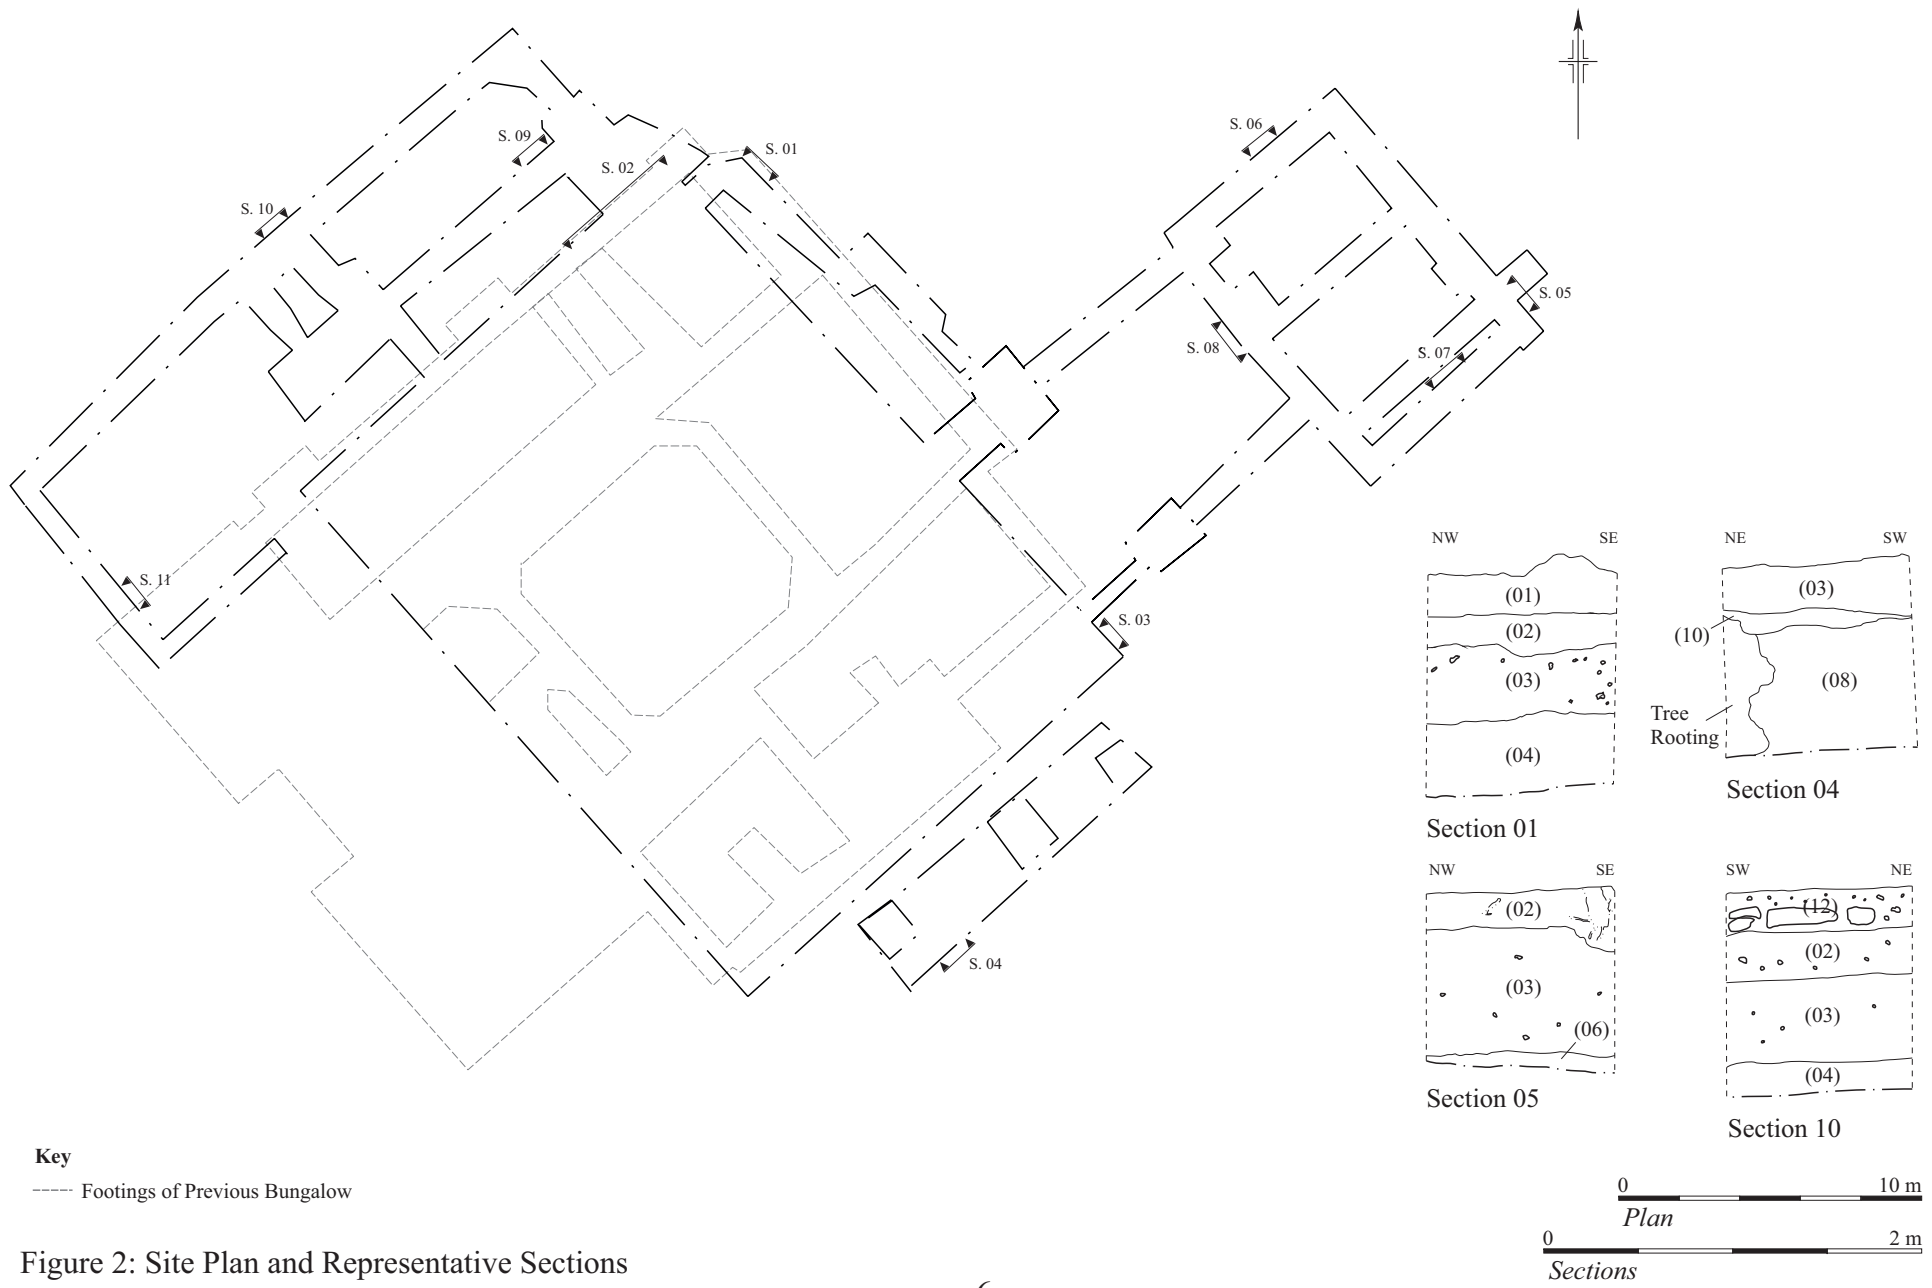 S. 06
S. 09
S. 01
S. 02
S. 10
S. 05
S. 08
S. 07
S. 11
S. 03
S. 04
NW SE
(01)
(02)
(03)
(04)
Section 01
NE SW
(03)
(10)
(08)
Tree
Rooting
Section 04
NW SE
(02)
(03)
(06)
Section 05
SW NE
(12)
(02)
(03)
(04)
Section 10
Key
Footings of Previous Bungalow
0 10 m
Plan
0 2 m
Sections
Figure 2: Site Plan and Representative Sections